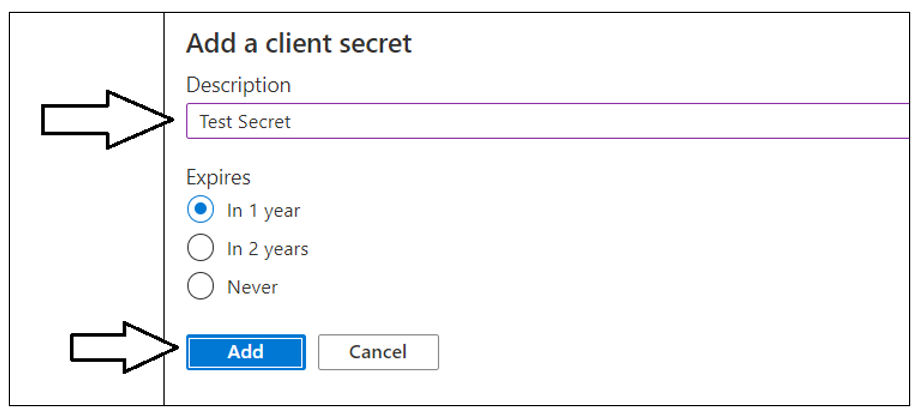 Add a client secret
Description
Test Secret
Expires
In 1 year
In 2 years
Never
Add Cancel